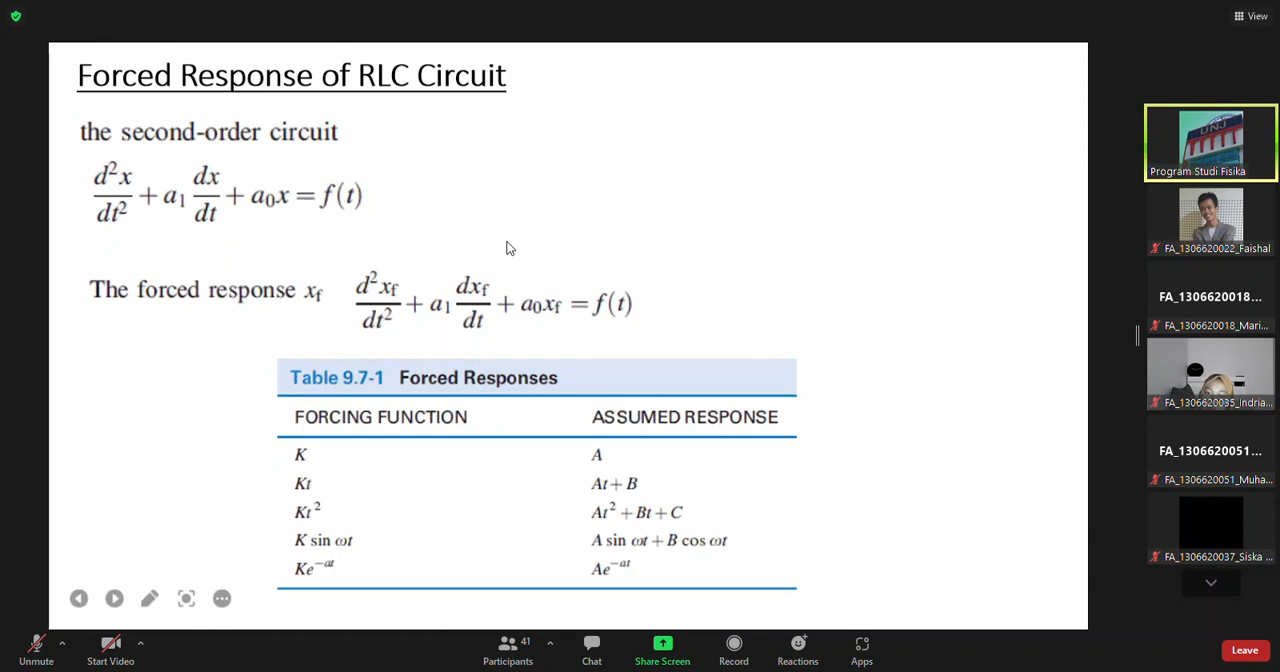 View
Forced Response of RLC Circuit
the second-order circuit
d²x/dt² + a₁ dx/dt + a₀x = f(t)
The forced response x_f d²x_f/dt² + a₁ dx_f/dt + a₀x_f = f(t)
Table 9.7-1 Forced Responses
FORCING FUNCTION ASSUMED RESPONSE
K A
Kt At + B
Kt² At² + Bt + C
K sin ωt A sin ωt + B cos ωt
Ke⁻ᵃᵗ Ae⁻ᵃᵗ
UNJ
Program Studi Fisika
FA_1306620022_Faishal
FA_1306620018...
FA_1306620018_Mari...
FA_1306620035_Indria...
FA_1306620051...
FA_1306620051_Muha...
FA_1306620037_Siska ...
Unmute
Start Video
Participants 41
Chat
Share Screen
Record
Reactions
Apps
Leave